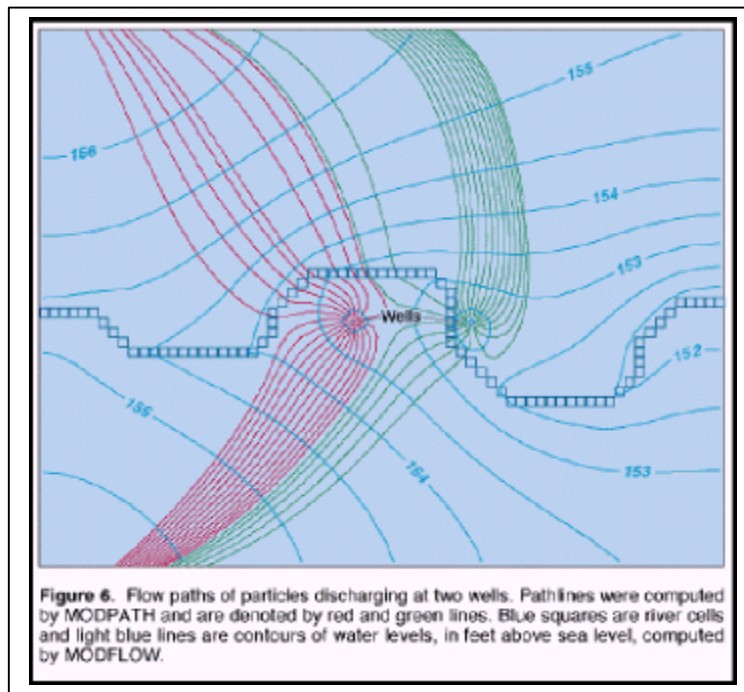 155
156
154
153
Wells
152
155
154
153
Figure 6. Flow paths of particles discharging at two wells. Pathlines were computed
by MODPATH and are denoted by red and green lines. Blue squares are river cells
and light blue lines are contours of water levels, in feet above sea level, computed
by MODFLOW.